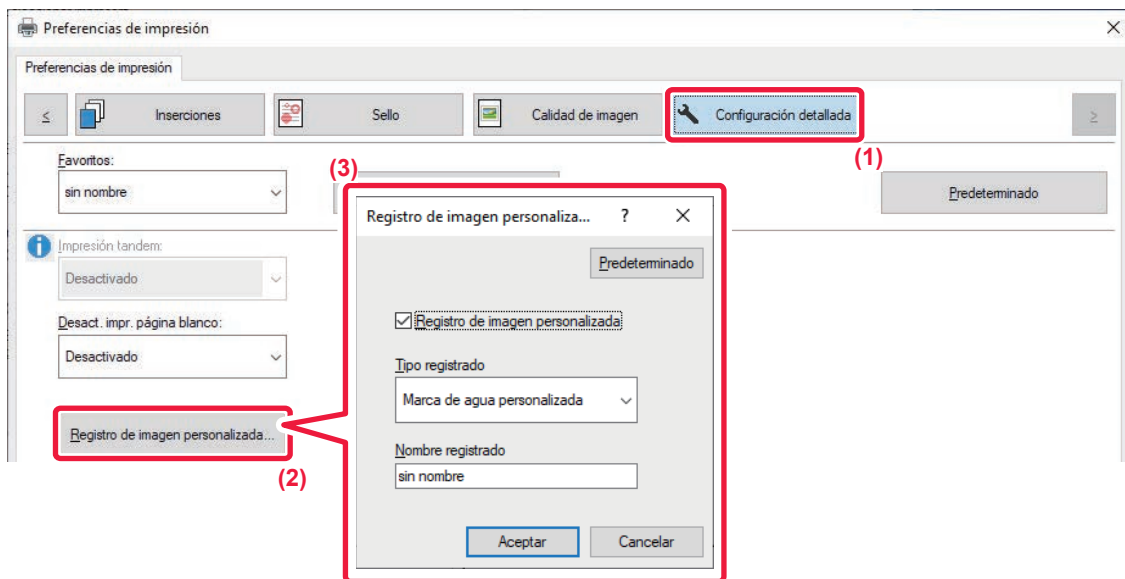 Preferencias de impresión
Preferencias de impresión
<
Inserciones
Sello
Calidad de imagen
Configuración detallada
>
(1)
Favoritos:
sin nombre
(3)
Predeterminado
Impresión tandem:
Desactivado
Desact. impr. página blanco:
Desactivado
Registro de imagen personalizada...
(2)
Registro de imagen personaliza...
?
Predeterminado
Registro de imagen personalizada
Tipo registrado
Marca de agua personalizada
Nombre registrado
sin nombre
Aceptar
Cancelar